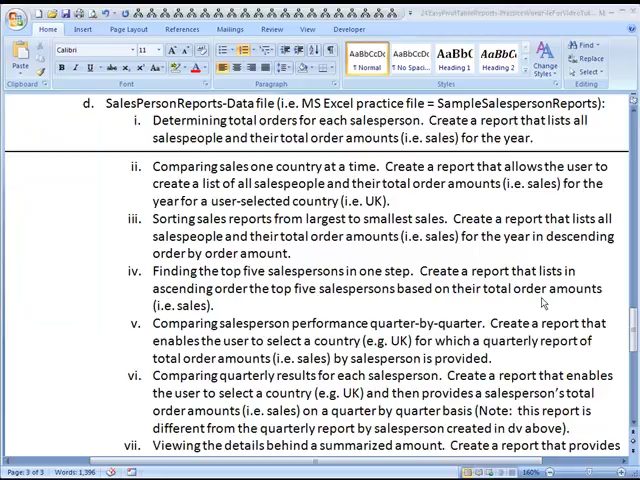 Home Insert Page Layout References Mailings Review View Developer
Paste
Clipboard
Calibri 11
Font
Paragraph
AaBbCcDc AaBbCcDc AaBbC AaBbCc
¶ Normal ¶ No Spaci... Heading 1 Heading 2
Change
Styles
Styles
Find
Replace
Select
Editing
d. SalesPersonReports-Data file (i.e. MS Excel practice file = SampleSalespersonReports):
i. Determining total orders for each salesperson. Create a report that lists all
salespeople and their total order amounts (i.e. sales) for the year.
ii. Comparing sales one country at a time. Create a report that allows the user to
create a list of all salespeople and their total order amounts (i.e. sales) for the
year for a user-selected country (i.e. UK).
iii. Sorting sales reports from largest to smallest sales. Create a report that lists all
salespeople and their total order amounts (i.e. sales) for the year in descending
order by order amount.
iv. Finding the top five salespersons in one step. Create a report that lists in
ascending order the top five salespersons based on their total order amounts
(i.e. sales).
v. Comparing salesperson performance quarter-by-quarter. Create a report that
enables the user to select a country (e.g. UK) for which a quarterly report of
total order amounts (i.e. sales) by salesperson is provided.
vi. Comparing quarterly results for each salesperson. Create a report that enables
the user to select a country (e.g. UK) and then provides a salesperson's total
order amounts (i.e. sales) on a quarter by quarter basis (Note: this report is
different from the quarterly report by salesperson created in dv above).
vii. Viewing the details behind a summarized amount. Create a report that provides
Page: 3 of 3 Words: 1,396 160%